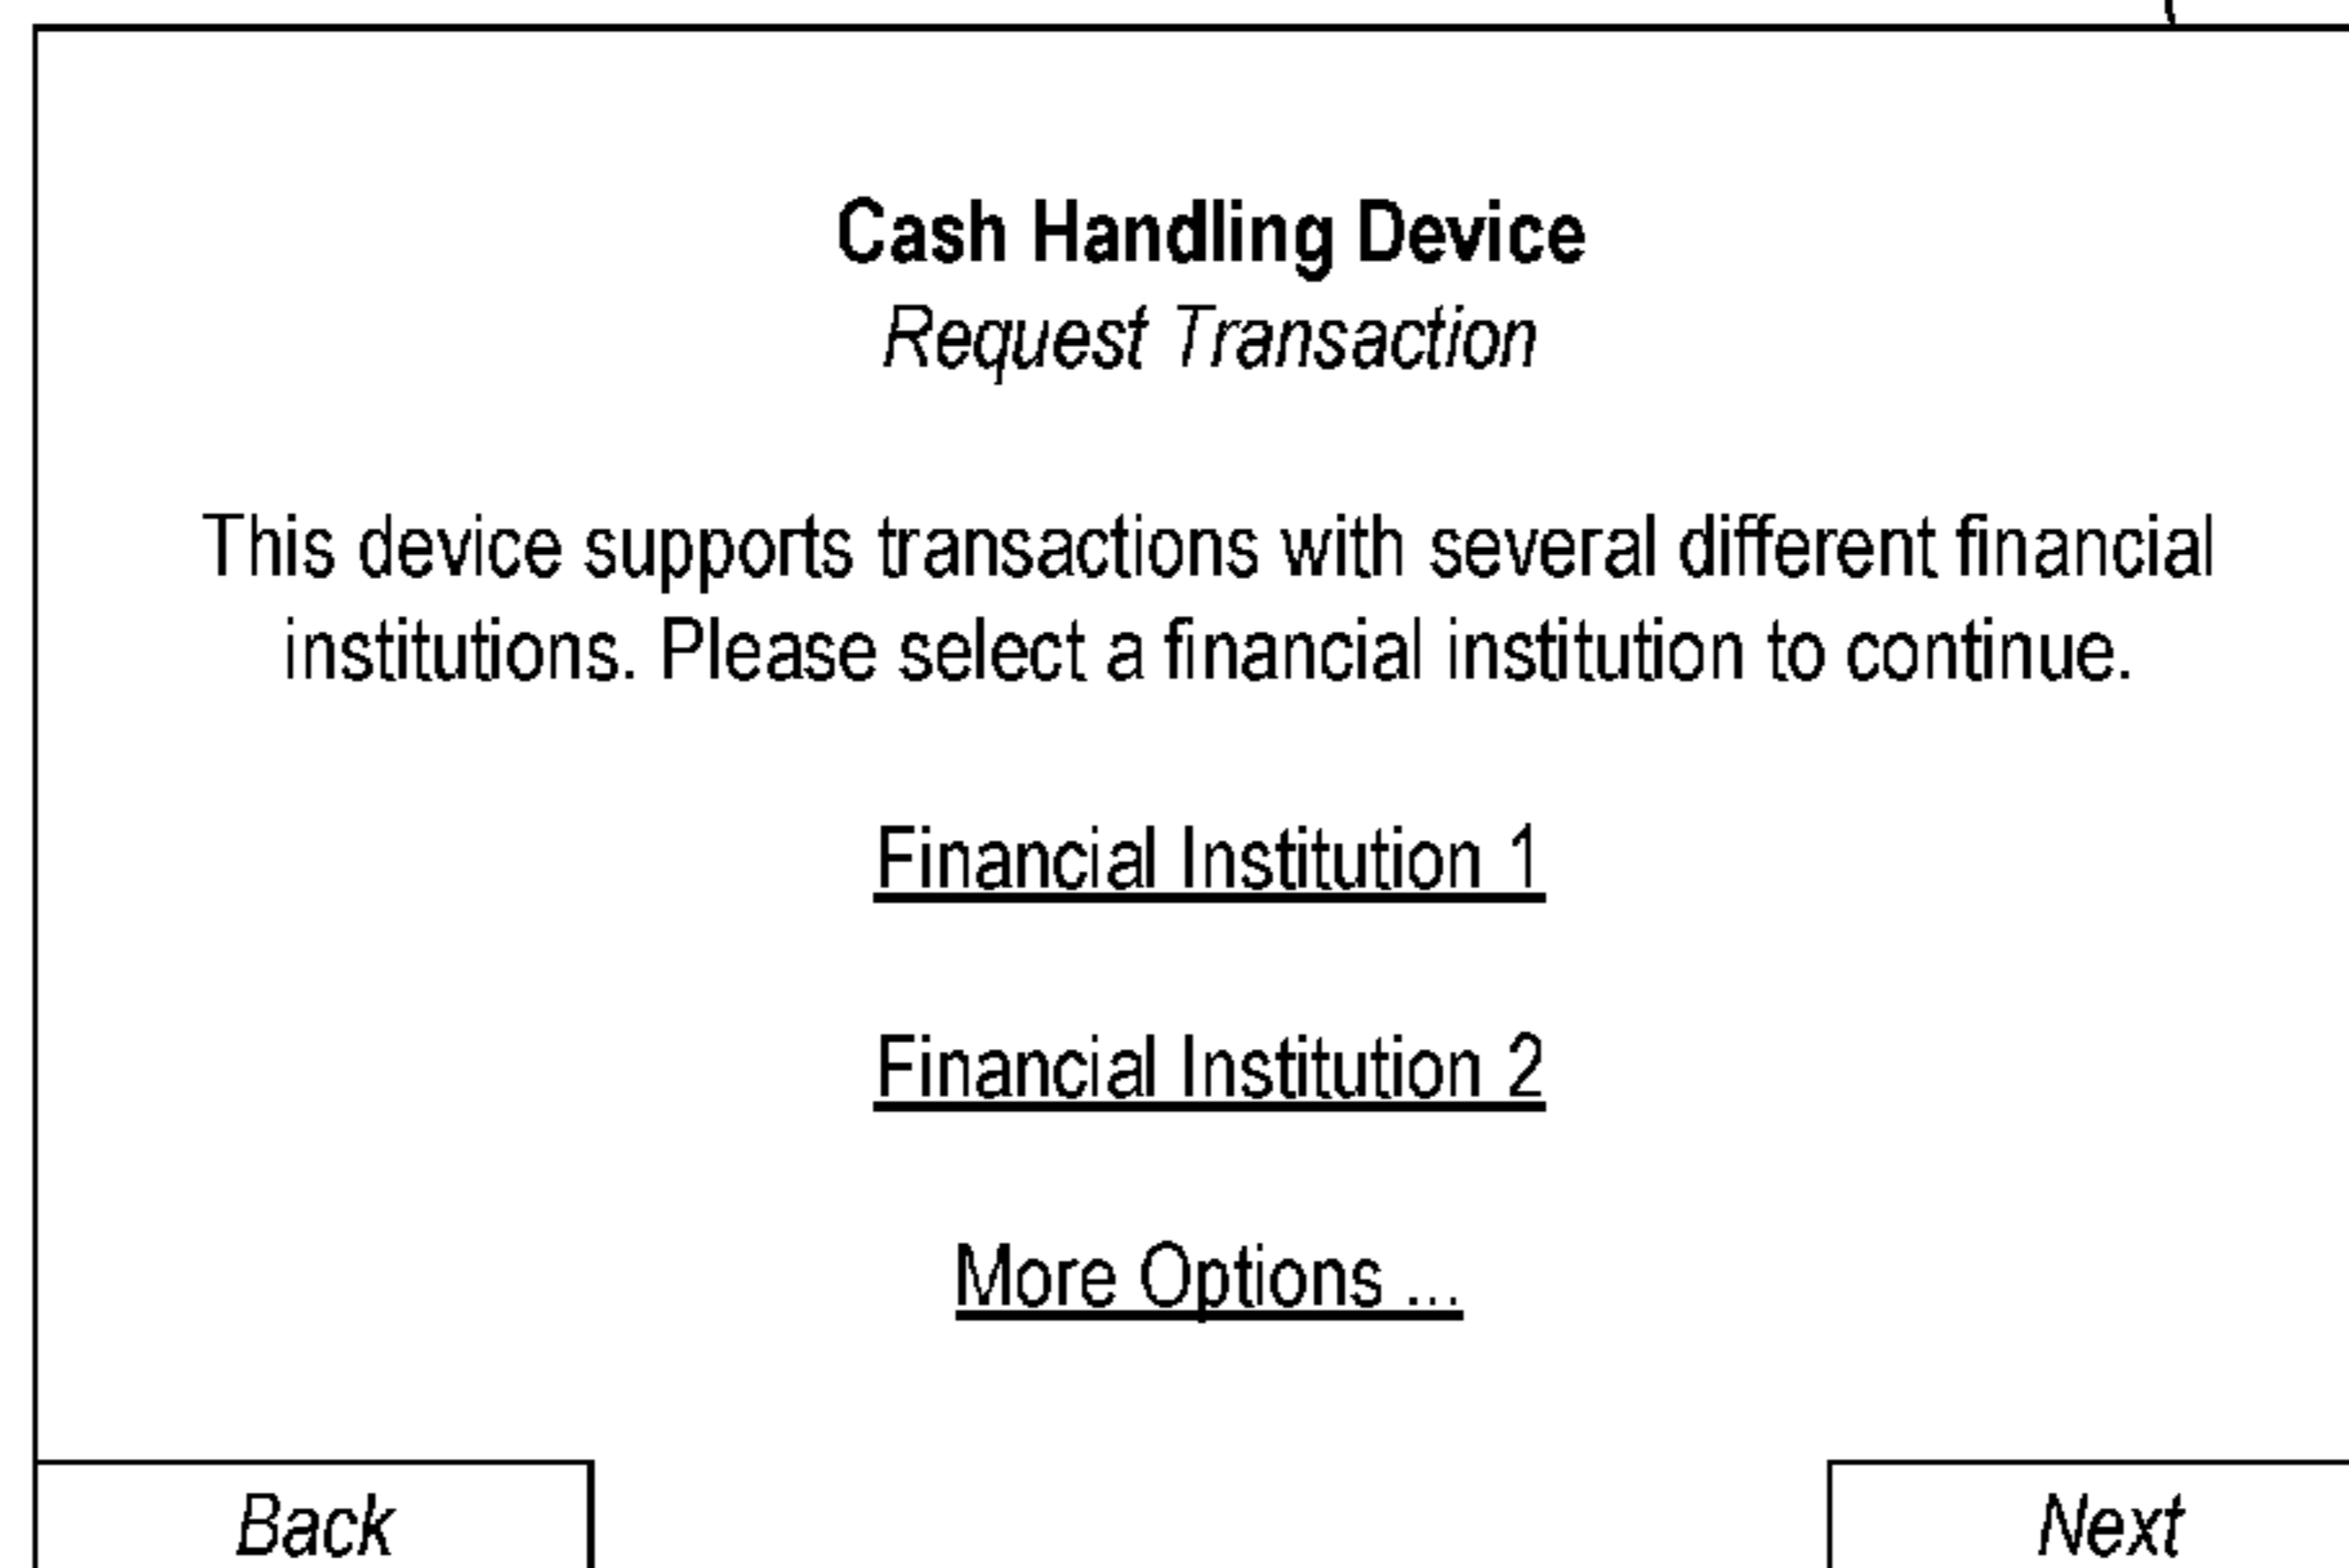 Cash Handling Device
Request Transaction
This device supports transactions with several different financial
institutions. Please select a financial institution to continue.
Financial Institution 1
Financial Institution 2
More Options ...
Back
Next